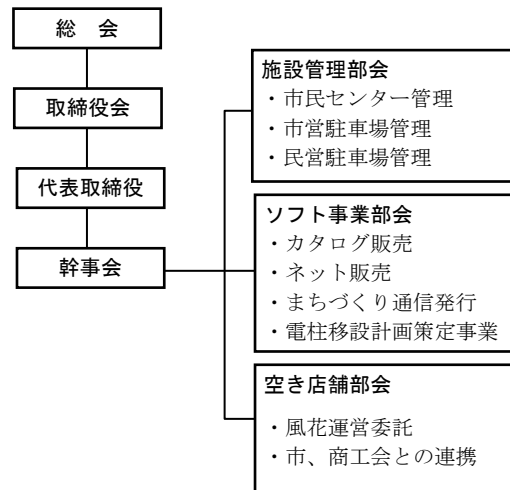 総　会
取締役会
代表取締役
幹事会
施設管理部会
・市民センター管理
・市営駐車場管理
・民営駐車場管理
ソフト事業部会
・カタログ販売
・ネット販売
・まちづくり通信発行
・電柱移設計画策定事業
空き店舗部会
・風花運営委託
・市、商工会との連携